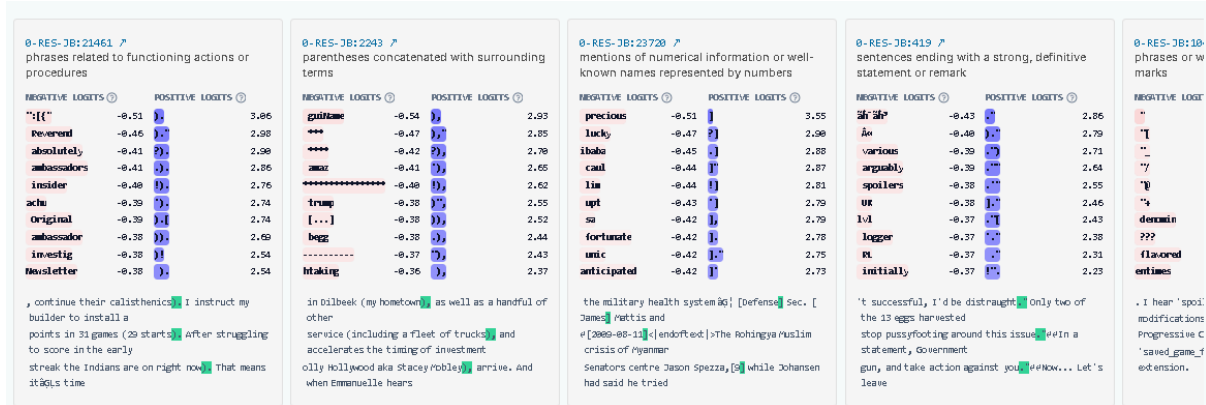 0-RES-JB:21461 ↗
phrases related to functioning actions or
procedures
NEGATIVE LOGITS ? POSITIVE LOGITS ?
":[{" -0.51 ). 3.06
Reverend -0.46 )." 2.98
absolutely -0.41 ?). 2.90
ambassadors -0.41 .). 2.86
insider -0.40 !). 2.76
achu -0.39 "). 2.74
Original -0.39 ).[ 2.74
ambassador -0.38 )). 2.69
investig -0.38 )! 2.54
Newsletter -0.38 '). 2.54
, continue their calisthenics). I instruct my
builder to install a
points in 31 games (29 starts). After struggling
to score in the early
streak the Indians are on right now). That means
itâĢĻs time
0-RES-JB:2243 ↗
parentheses concatenated with surrounding
terms
NEGATIVE LOGITS ? POSITIVE LOGITS ?
guiName -0.54 ), 2.93
*** -0.47 )," 2.85
**** -0.42 ?), 2.70
amaz -0.41 "), 2.65
**************** -0.40 !), 2.62
trump -0.38 )", 2.55
[...] -0.38 )), 2.52
begg -0.38 .), 2.44
---------- -0.37 "), 2.43
htaking -0.36 '), 2.37
in Dilbeek (my hometown), as well as a handful of
other
service (including a fleet of trucks), and
accelerates the timing of investment
olly Hollywood aka Stacey Mobley), arrive. And
when Emmanuelle hears
0-RES-JB:23720 ↗
mentions of numerical information or well-
known names represented by numbers
NEGATIVE LOGITS ? POSITIVE LOGITS ?
precious -0.51 ] 3.55
lucky -0.47 ?] 2.90
ibaba -0.45 .] 2.88
caul -0.44 ]" 2.87
lim -0.44 !] 2.81
upt -0.43 "] 2.79
sa -0.42 ], 2.79
fortunate -0.42 ]. 2.78
unic -0.42 ]." 2.75
anticipated -0.42 ]' 2.73
the military health system [Defense] Sec. [
James] Mattis and
[2009-08-11]<|endoftext|>The Rohingya Muslim
crisis of Myanmar
Senators centre Jason Spezza,[9] while Johansen
had said he tried
0-RES-JB:419 ↗
sentences ending with a strong, definitive
statement or remark
NEGATIVE LOGITS ? POSITIVE LOGITS ?
-0.43 ." 2.86
Â« -0.40 )." 2.79
various -0.39 .") 2.71
arguably -0.39 ."" 2.64
spoilers -0.38 .'" 2.55
UR -0.38 ]." 2.46
lvl -0.37 ."[ 2.43
logger -0.37 '." 2.38
RL -0.37 ".", 2.31
initially -0.37 !". 2.23
't successful, I'd be distraught." Only two of
the 13 eggs harvested
stop pussyfooting around this issue."↵↵In a
statement, Government
gun, and take action against you."↵↵Now... Let's
leave
0-RES-JB:10
phrases or w
marks
NEGATIVE LOGIT
"
"[
"_
"/
"+
denomin
???
flavored
entimes
. I hear 'spoil
modifications
Progressive C
'saved_game_f
extension.